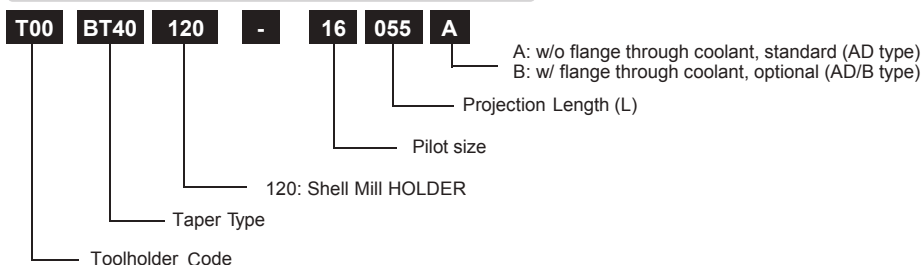 T00 BT40 120 - 16 055 A
A: w/o flange through coolant, standard (AD type)
B: w/ flange through coolant, optional (AD/B type)
Projection Length (L)
Pilot size
120: Shell Mill HOLDER
Taper Type
Toolholder Code